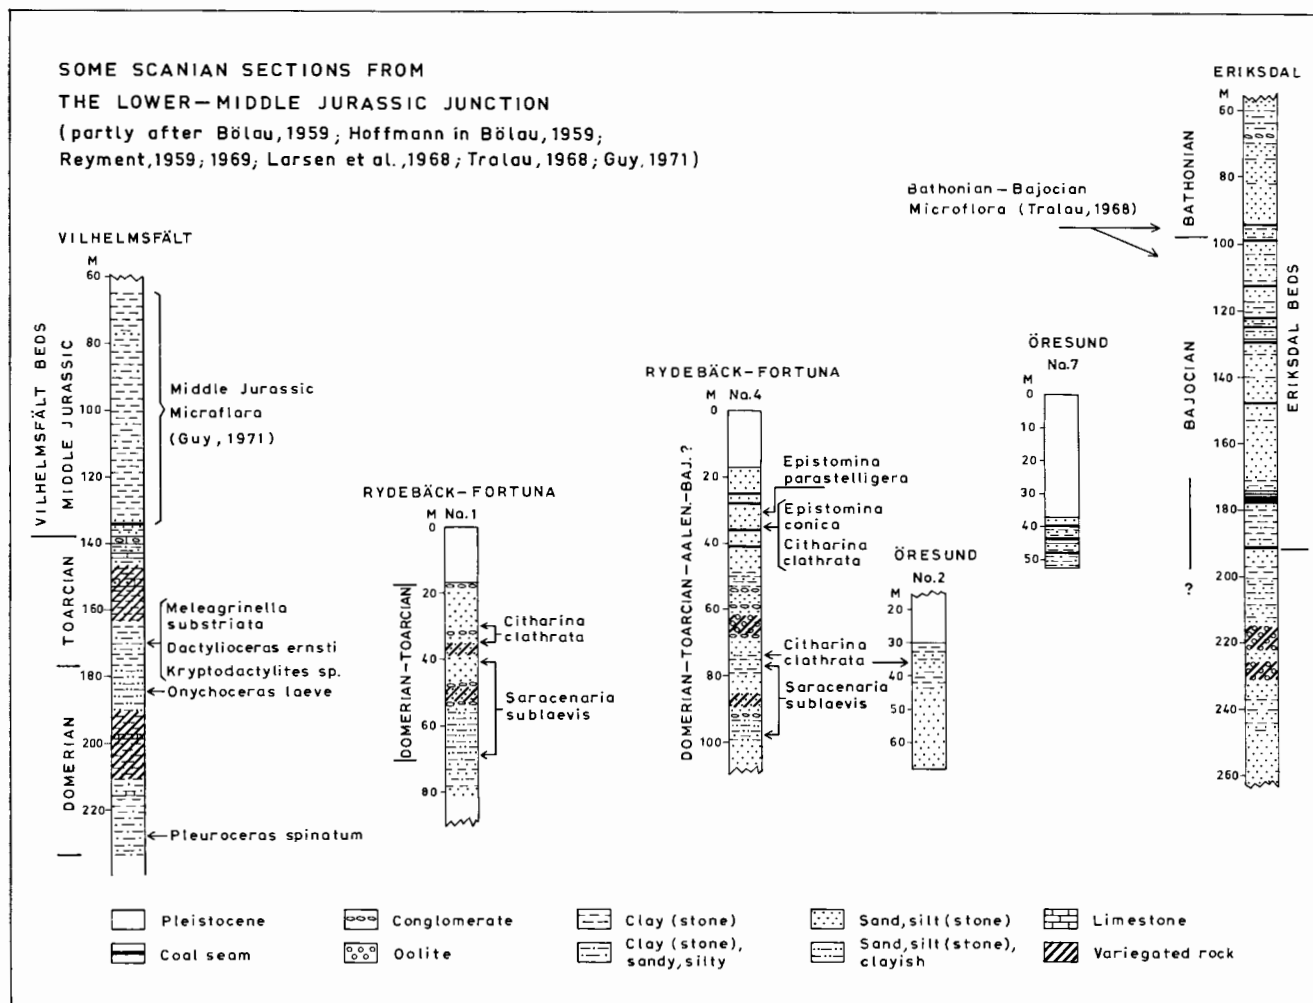 SOME SCANIAN SECTIONS FROM
THE LOWER—MIDDLE JURASSIC JUNCTION
(partly after Bölau, 1959; Hoffmann in Bölau, 1959;
Reyment, 1959; 1969; Larsen et al., 1968; Tralau, 1968; Guy, 1971)
VILHELMSFÄLT
M
60
80
100
120
140
160
180
200
220
VILHELMSFÄLT BEDS
MIDDLE JURASSIC
TOARCIAN
DOMERIAN
Middle Jurassic
Microflora
(Guy, 1971)
Meleagrinella
substriata
Dactylioceras ernsti
Kryptodactylites sp.
Onychoceras laeve
Pleuroceras spinatum
RYDEBÄCK—FORTUNA
M No.1
0
20
40
60
80
DOMERIAN—TOARCIAN
Citharina
clathrata
Saracenaria
sublaevis
RYDEBÄCK—FORTUNA
M No.4
0
20
40
60
80
100
DOMERIAN—TOARCIAN—AALEN.—BAJ.?
Epistomina
parastelligera
Epistomina
conica
Citharina
clathrata
Citharina
clathrata
Saracenaria
sublaevis
ÖRESUND
No.2
M
20
30
40
50
60
ÖRESUND
No.7
M
0
10
20
30
40
50
Bathonian—Bajocian
Microflora (Tralau, 1968)
ERIKSDAL
M
60
80
100
120
140
160
180
200
220
240
260
BATHONIAN
BAJOCIAN
?
ERIKSDAL BEDS
Pleistocene
Conglomerate
Clay (stone)
Sand, silt (stone)
Limestone
Coal seam
Oolite
Clay (stone),
sandy, silty
Sand, silt (stone),
clayish
Variegated rock